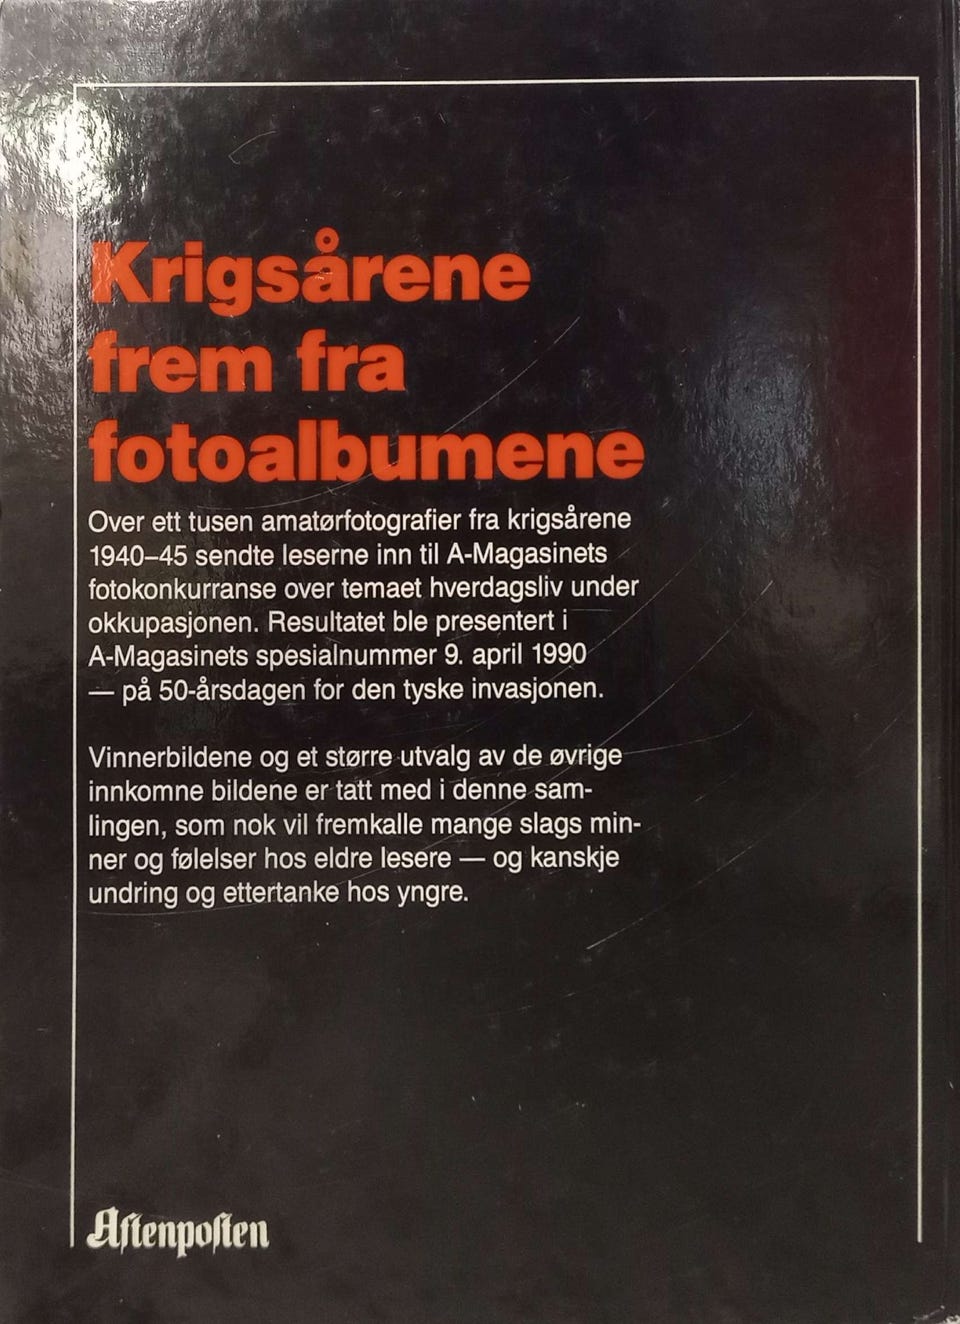 Krigsårene
frem fra
fotoalbumene
Over ett tusen amatørfotografier fra krigsårene
1940–45 sendte leserne inn til A-Magasinets
fotokonkurranse over temaet hverdagsliv under
okkupasjonen. Resultatet ble presentert i
A-Magasinets spesialnummer 9. april 1990
— på 50-årsdagen for den tyske invasjonen.
Vinnerbildene og et større utvalg av de øvrige
innkomne bildene er tatt med i denne sam-
lingen, som nok vil fremkalle mange slags min-
ner og følelser hos eldre lesere — og kanskje
undring og ettertanke hos yngre.
Aftenposten